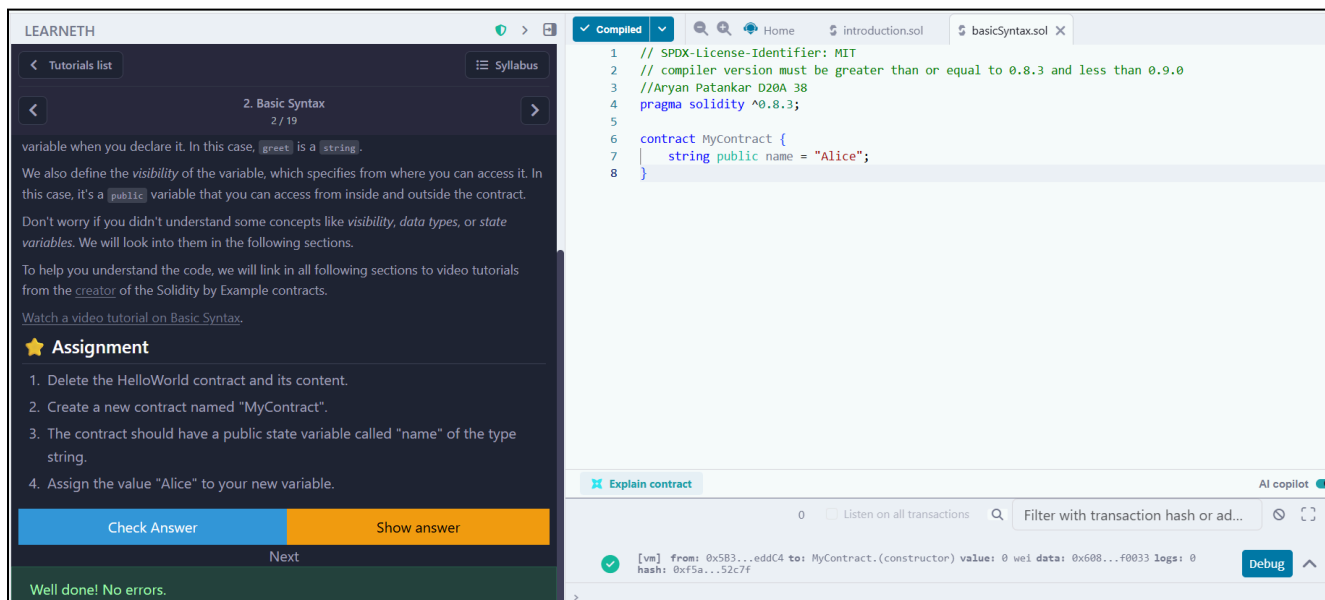 LEARNETH
Tutorials list
Syllabus
2. Basic Syntax
2 / 19
variable when you declare it. In this case, greet is a string.
We also define the visibility of the variable, which specifies from where you can access it. In
this case, it's a public variable that you can access from inside and outside the contract.
Don't worry if you didn't understand some concepts like visibility, data types, or state
variables. We will look into them in the following sections.
To help you understand the code, we will link in all following sections to video tutorials
from the creator of the Solidity by Example contracts.
Watch a video tutorial on Basic Syntax.
Assignment
1. Delete the HelloWorld contract and its content.
2. Create a new contract named "MyContract".
3. The contract should have a public state variable called "name" of the type
string.
4. Assign the value "Alice" to your new variable.
Check Answer
Show answer
Next
Well done! No errors.
Compiled
Home
introduction.sol
basicSyntax.sol
1 // SPDX-License-Identifier: MIT
2 // compiler version must be greater than or equal to 0.8.3 and less than 0.9.0
3 //Aryan Patankar D20A 38
4 pragma solidity ^0.8.3;
5
6 contract MyContract {
7 string public name = "Alice";
8 }
Explain contract
AI copilot
0
Listen on all transactions
Filter with transaction hash or ad...
[vm] from: 0x5B3...eddC4 to: MyContract.(constructor) value: 0 wei data: 0x608...f0033 logs: 0
hash: 0xf5a...52c7f
Debug
>